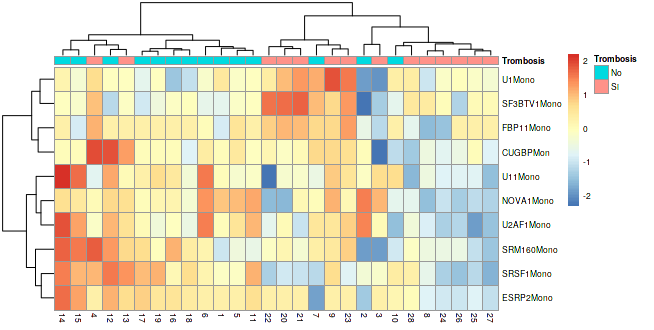 Trombosis
U1Mono
SF3BTV1Mono
FBP11Mono
CUGBPMon
U11Mono
NOVA1Mono
U2AF1Mono
SRM160Mono
SRSF1Mono
ESRP2Mono
14 15 4 12 13 17 19 16 18 6 1 5 11 22 20 21 7 9 23 2 3 10 28 8 24 26 25 27
2
1
0
-1
-2
Trombosis
No
SI